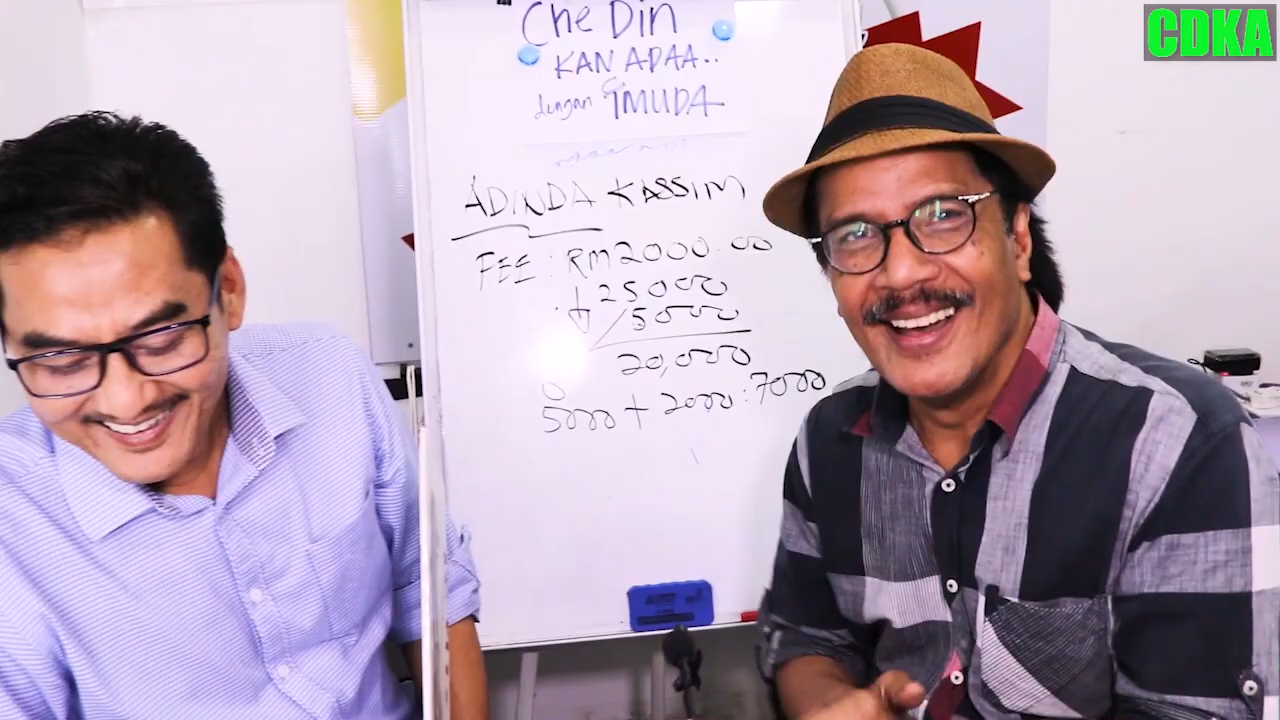 Che Din
KAN ADAA..
dengan IMUDA
ADINDA KASSIM
FEE : RM2000.00
25000
5000
20,000
5000 + 2000 : 7000
CDKA